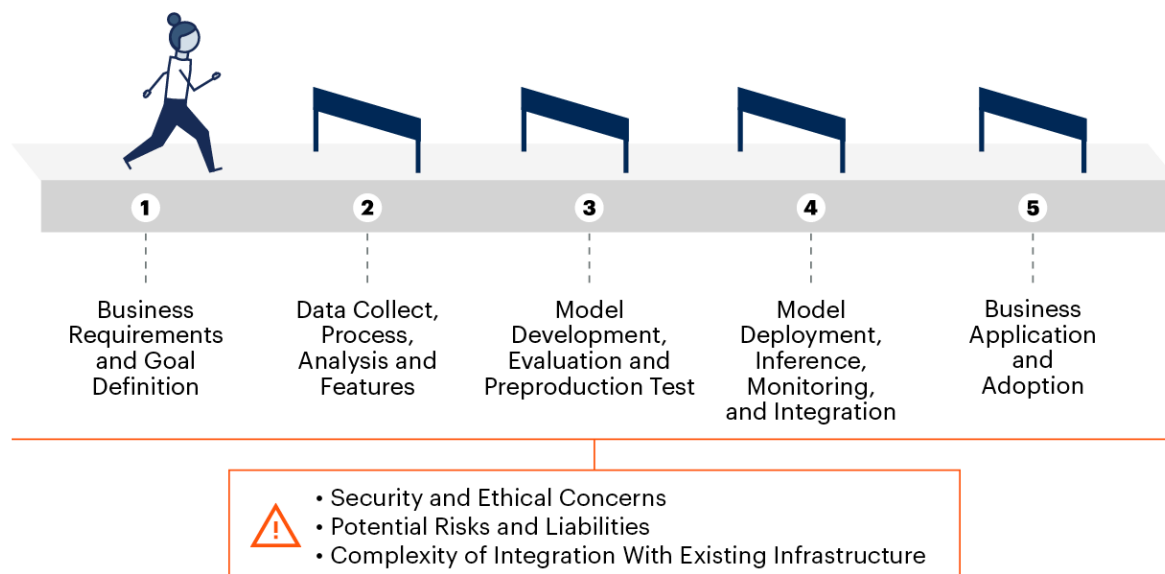 1
2
3
4
5
Business
Requirements
and Goal
Definition
Data Collect,
Process,
Analysis and
Features
Model
Development,
Evaluation and
Preproduction Test
Model
Deployment,
Inference,
Monitoring,
and Integration
Business
Application
and
Adoption
• Security and Ethical Concerns
• Potential Risks and Liabilities
• Complexity of Integration With Existing Infrastructure